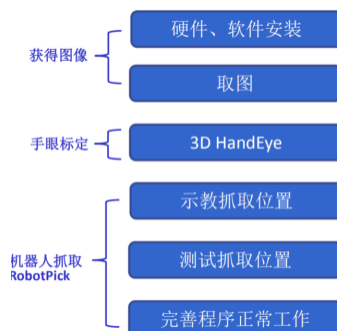 硬件、软件安装
获得图像
取图
手眼标定
3D HandEye
示教抓取位置
机器人抓取
RobotPick
测试抓取位置
完善程序正常工作